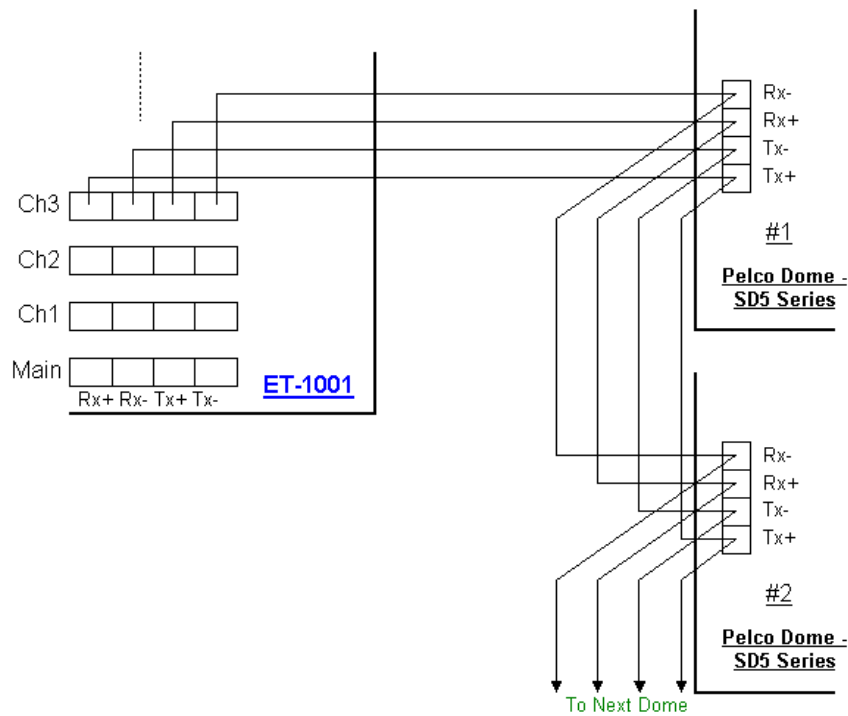 Rx-
Rx+
Tx-
Tx+
Ch3
#1
Ch2
Pelco Dome -
SD5 Series
Ch1
Main
ET-1001
Rx+ Rx- Tx+ Tx-
Rx-
Rx+
Tx-
Tx+
#2
Pelco Dome -
SD5 Series
To Next Dome